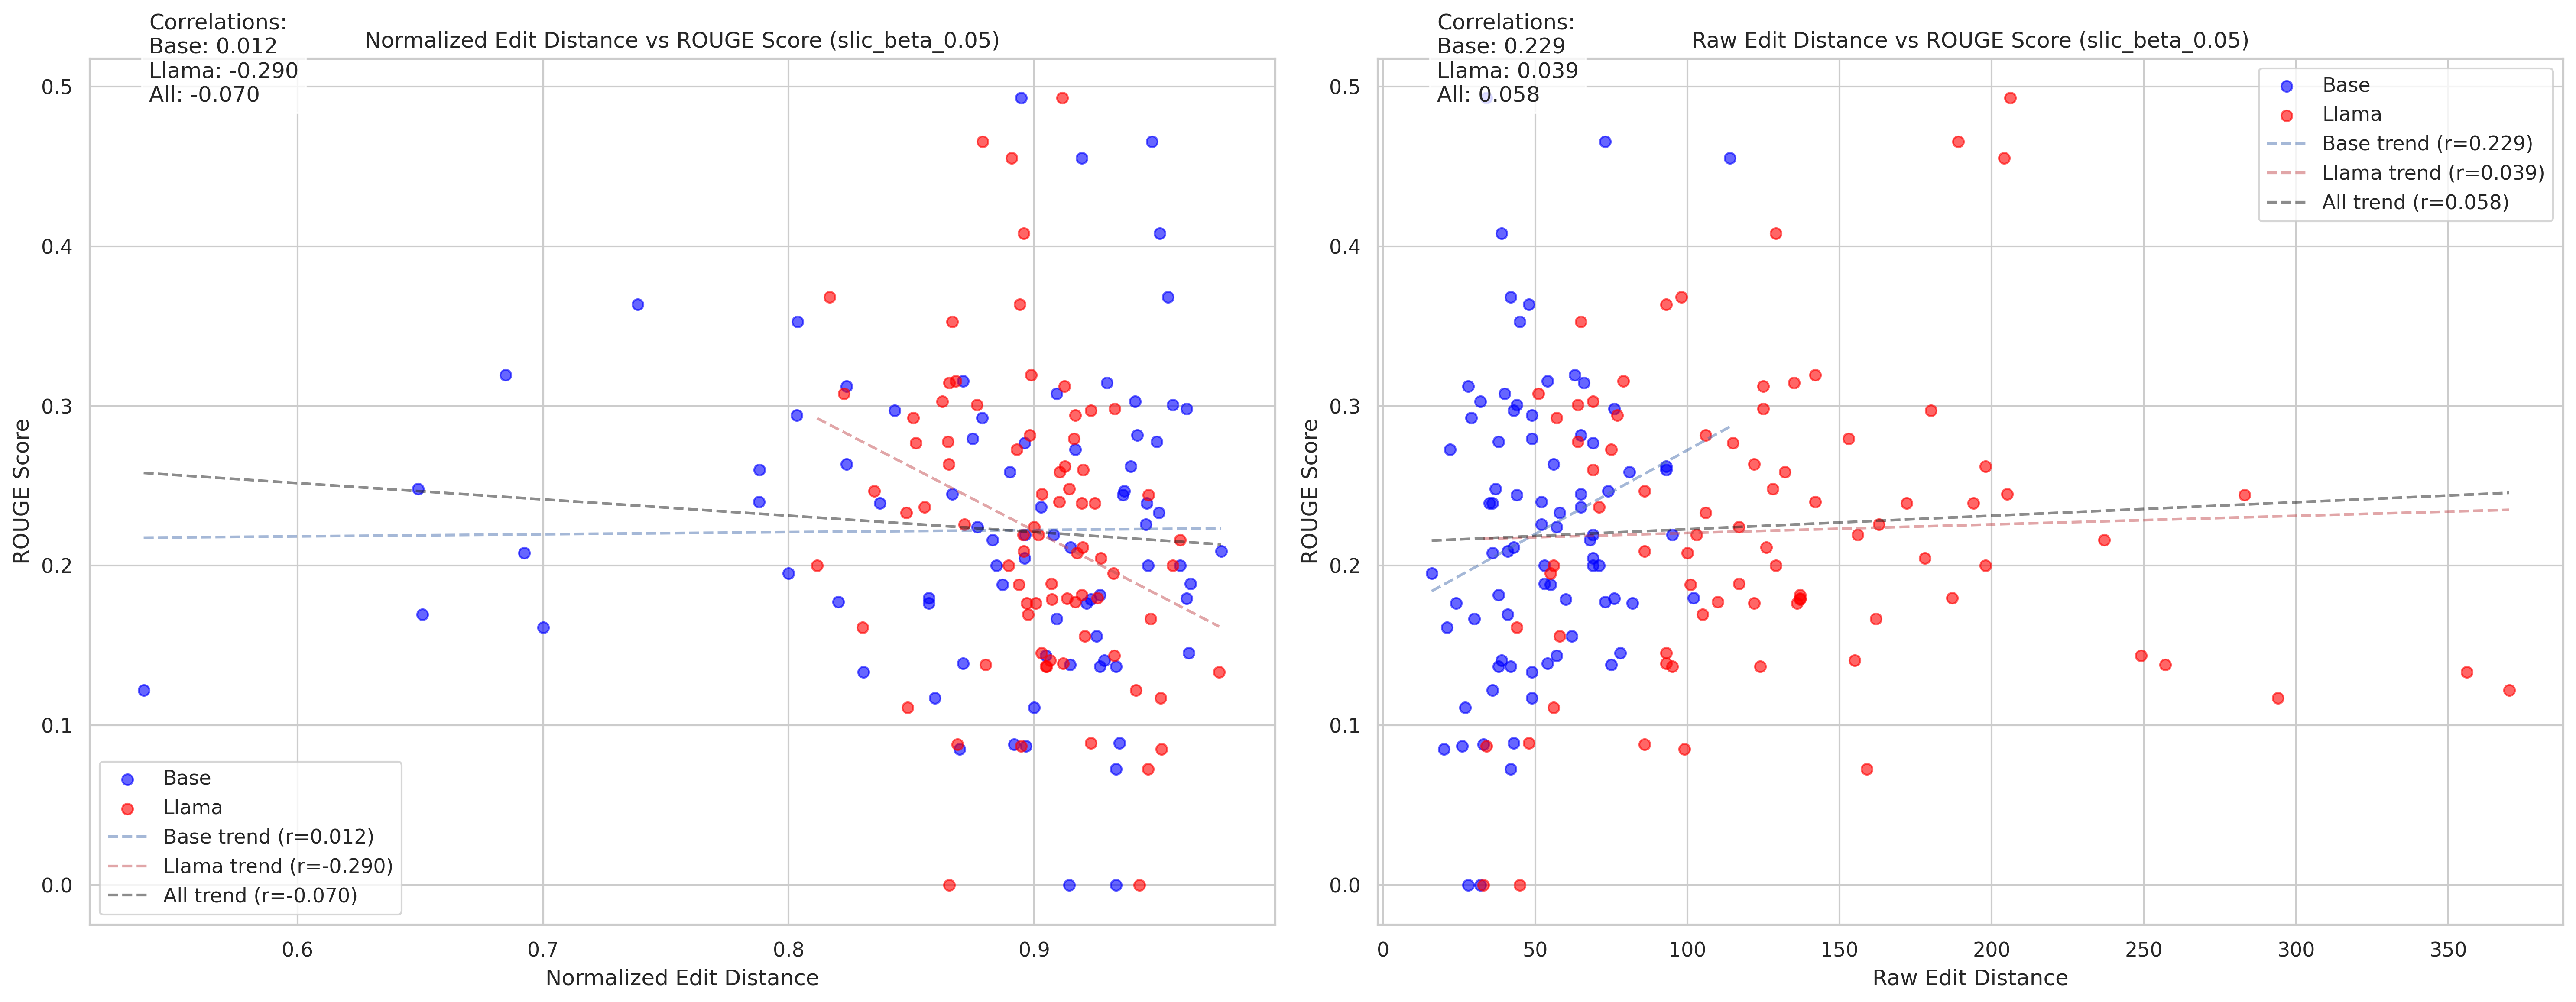 Correlations:
Base: 0.012
Llama: -0.290
All: -0.070
Normalized Edit Distance vs ROUGE Score (slic_beta_0.05)
ROUGE Score
0.5
0.4
0.3
0.2
0.1
0.0
Base
Llama
Base trend (r=0.012)
Llama trend (r=-0.290)
All trend (r=-0.070)
0.6
0.7
0.8
0.9
Normalized Edit Distance
Correlations:
Base: 0.229
Llama: 0.039
All: 0.058
Raw Edit Distance vs ROUGE Score (slic_beta_0.05)
ROUGE Score
0.5
0.4
0.3
0.2
0.1
0.0
Base
Llama
Base trend (r=0.229)
Llama trend (r=0.039)
All trend (r=0.058)
0
50
100
150
200
250
300
350
Raw Edit Distance